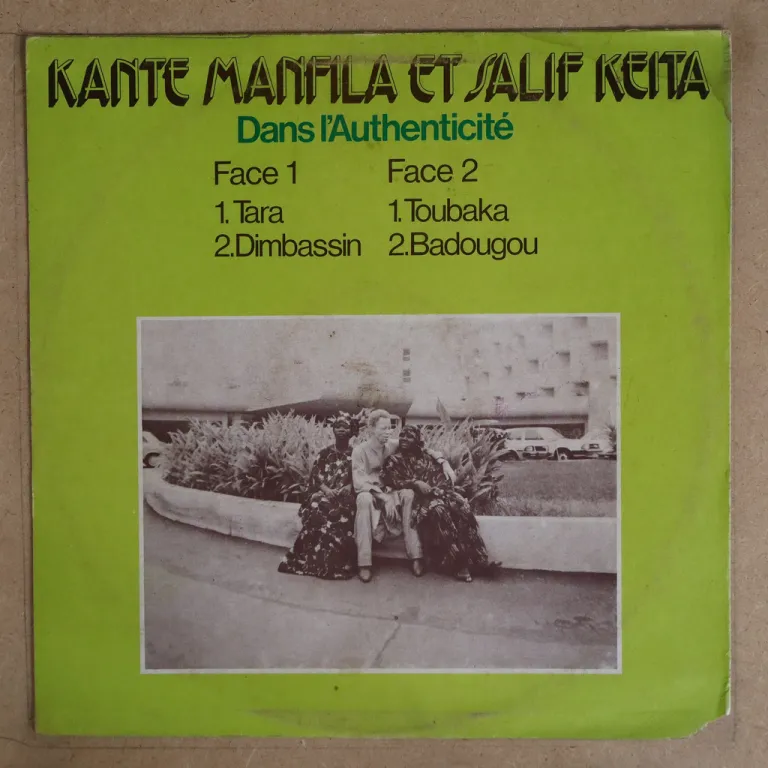 KANTE MANFILA ET SALIF KEITA
Dans l'Authenticité
Face 1
1. Tara
2. Dimbassin
Face 2
1. Toubaka
2. Badougou